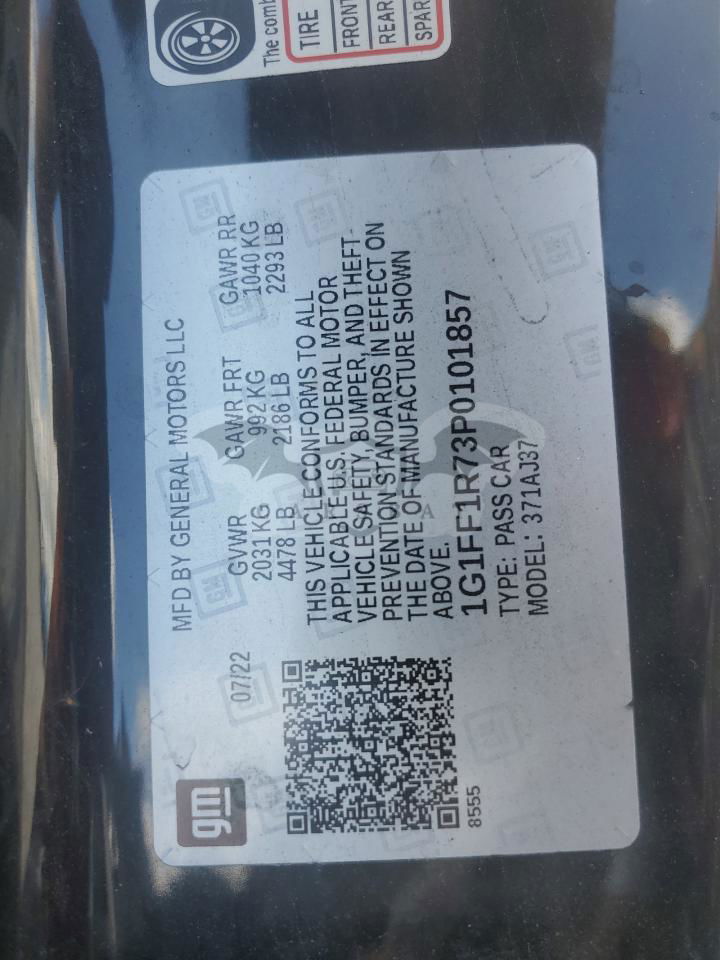 The comb
TIRE
FRONT
REAR
SPAR
gm
MFD BY GENERAL MOTORS LLC
07/22
GVWR GAWR FRT GAWR RR
2031 KG 992 KG 1040 KG
4478 LB 2186 LB 2293 LB
THIS VEHICLE CONFORMS TO ALL
APPLICABLE U.S. FEDERAL MOTOR
VEHICLE SAFETY, BUMPER, AND THEFT
PREVENTION STANDARDS IN EFFECT ON
THE DATE OF MANUFACTURE SHOWN
ABOVE.
1G1FF1R73P0101857
TYPE: PASS CAR
MODEL: 371AJ37
8555